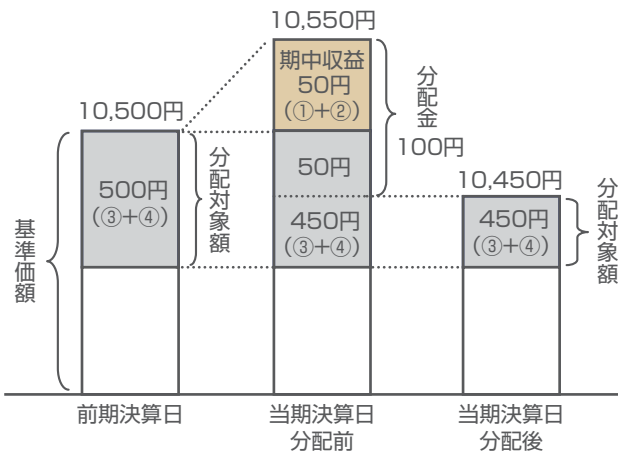 10,550円
期中収益
50円
(①+②)
分配金
10,500円
100円
50円
500円
(③+④)
分配対象額
450円
(③+④)
10,450円
450円
(③+④)
分配対象額
基準価額
前期決算日
当期決算日
分配前
当期決算日
分配後